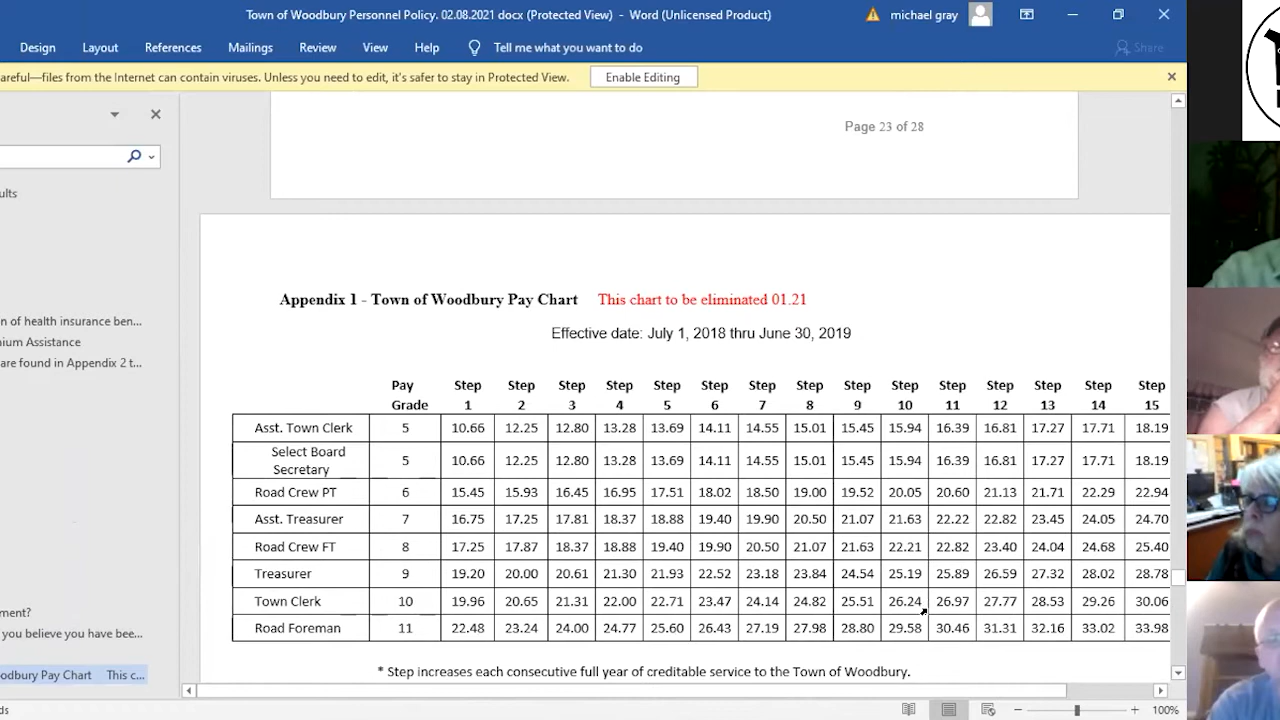 Town of Woodbury Personnel Policy. 02.08.2021 docx (Protected View) - Word (Unlicensed Product)
michael gray
Design Layout References Mailings Review View Help Tell me what you want to do
Share
areful—files from the Internet can contain viruses. Unless you need to edit, it's safer to stay in Protected View. Enable Editing
Page 23 of 28
ults
Appendix 1 - Town of Woodbury Pay Chart This chart to be eliminated 01.21
n of health insurance ben...
Effective date: July 1, 2018 thru June 30, 2019
nium Assistance
are found in Appendix 2 t...
Pay Step Step Step Step Step Step Step Step Step Step Step Step Step Step Step
Grade 1 2 3 4 5 6 7 8 9 10 11 12 13 14 15
Asst. Town Clerk 5 10.66 12.25 12.80 13.28 13.69 14.11 14.55 15.01 15.45 15.94 16.39 16.81 17.27 17.71 18.19
Select Board
Secretary 5 10.66 12.25 12.80 13.28 13.69 14.11 14.55 15.01 15.45 15.94 16.39 16.81 17.27 17.71 18.19
Road Crew PT 6 15.45 15.93 16.45 16.95 17.51 18.02 18.50 19.00 19.52 20.05 20.60 21.13 21.71 22.29 22.94
Asst. Treasurer 7 16.75 17.25 17.81 18.37 18.88 19.40 19.90 20.50 21.07 21.63 22.22 22.82 23.45 24.05 24.70
Road Crew FT 8 17.25 17.87 18.37 18.88 19.40 19.90 20.50 21.07 21.63 22.21 22.82 23.40 24.04 24.68 25.40
Treasurer 9 19.20 20.00 20.61 21.30 21.93 22.52 23.18 23.84 24.54 25.19 25.89 26.59 27.32 28.02 28.78
Town Clerk 10 19.96 20.65 21.31 22.00 22.71 23.47 24.14 24.82 25.51 26.24 26.97 27.77 28.53 29.26 30.06
ment?
Road Foreman 11 22.48 23.24 24.00 24.77 25.60 26.43 27.19 27.98 28.80 29.58 30.46 31.31 32.16 33.02 33.98
you believe you have bee...
* Step increases each consecutive full year of creditable service to the Town of Woodbury.
oodbury Pay Chart This c...
ds
100%